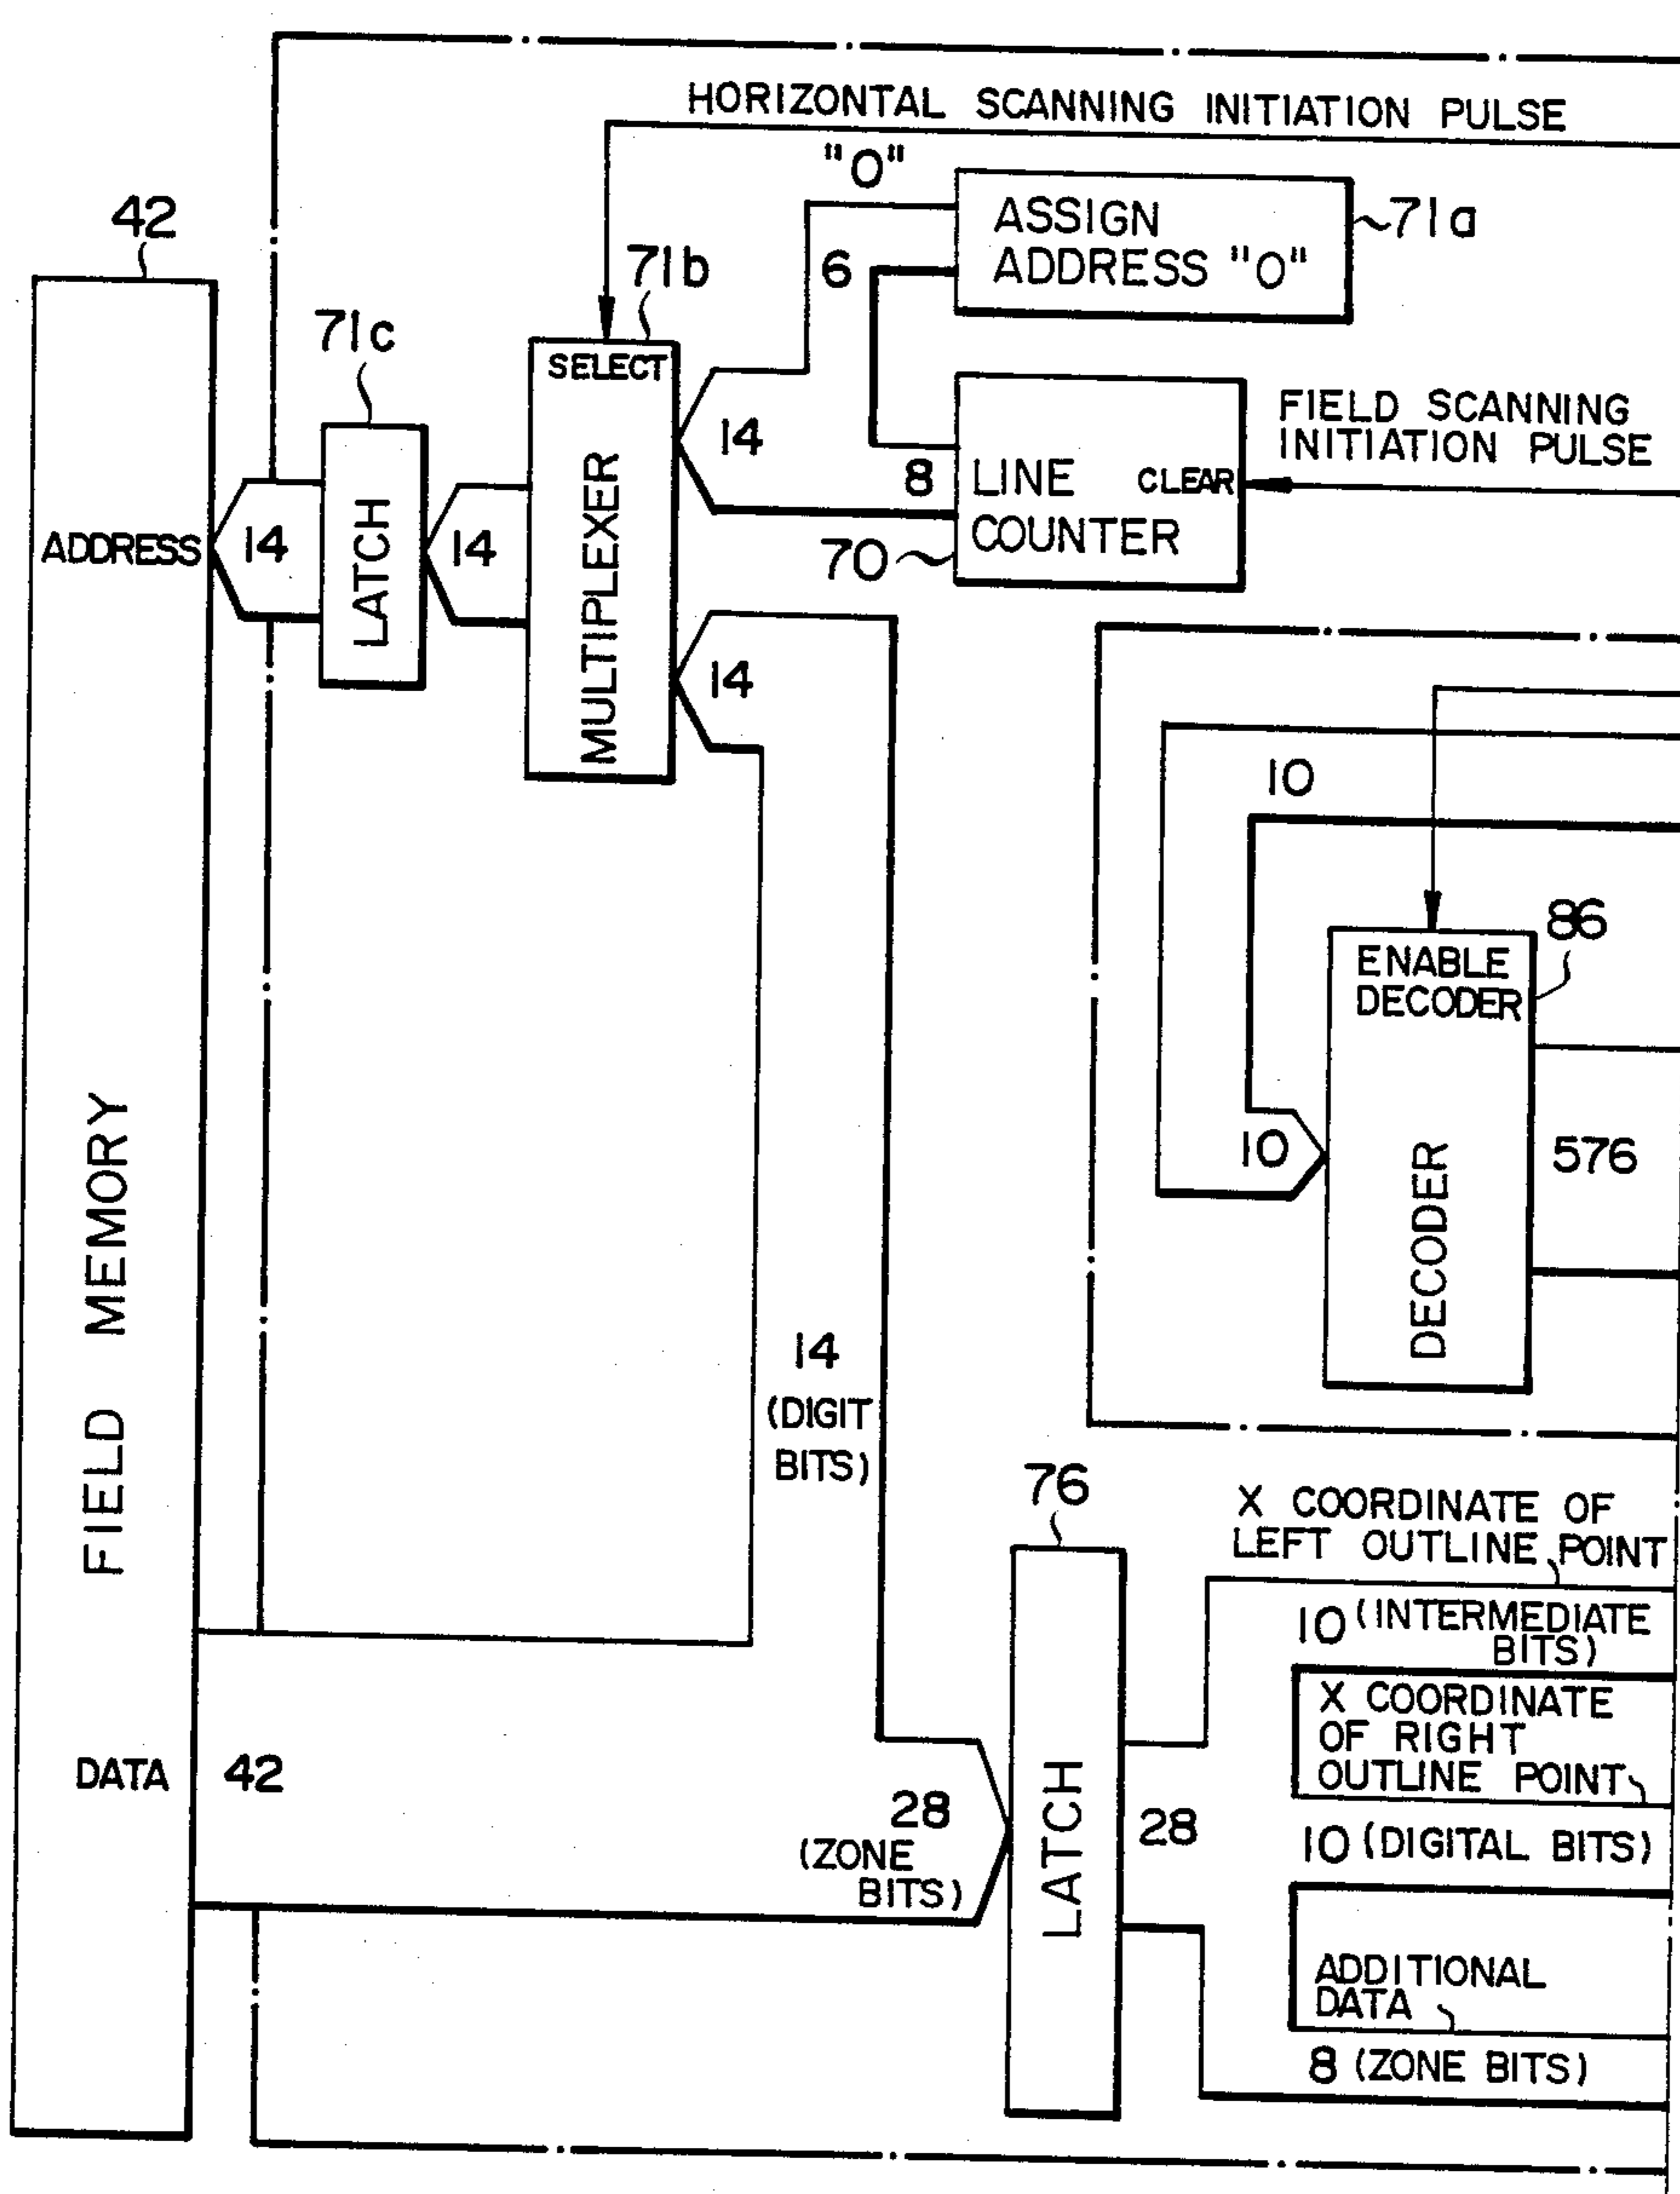 HORIZONTAL SCANNING INITIATION PULSE
"O"
ASSIGN
ADDRESS "O"
71a
42
71b
6
71c
SELECT
MULTIPLEXER
14
FIELD SCANNING
INITIATION PULSE
8
LINE
COUNTER
CLEAR
70
ADDRESS
14
LATCH
14
14
10
86
ENABLE
DECODER
10
DECODER
576
FIELD MEMORY
14
(DIGIT
BITS)
76
X COORDINATE OF
LEFT OUTLINE POINT
10 (INTERMEDIATE
BITS)
X COORDINATE
OF RIGHT
OUTLINE POINT
DATA
42
28
(ZONE
BITS)
LATCH
28
10 (DIGITAL BITS)
ADDITIONAL
DATA
8 (ZONE BITS)